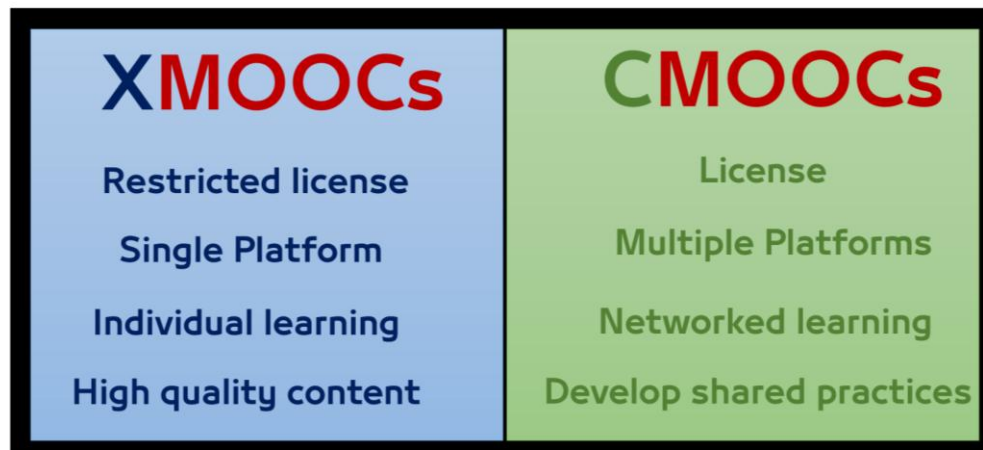 XMOOCs
Restricted license
Single Platform
Individual learning
High quality content
CMOOCs
License
Multiple Platforms
Networked learning
Develop shared practices